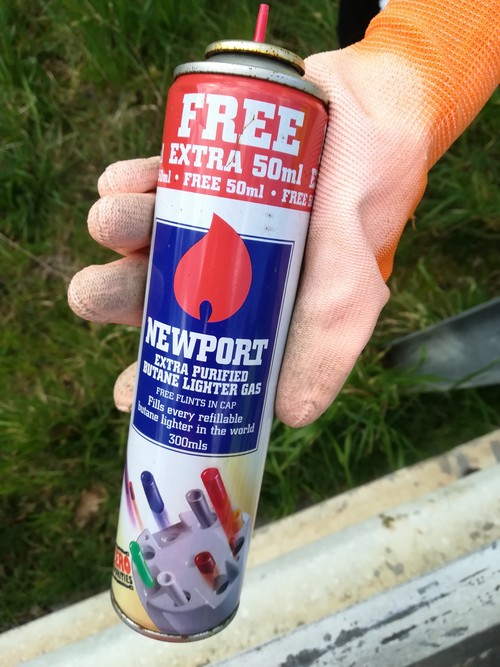 FREE
EXTRA 50ml
FREE 50ml • FREE
NEWPORT
EXTRA PURIFIED
BUTANE LIGHTER GAS
FREE FLINTS IN CAP
Fills every refillable
butane lighter in the world
300mls